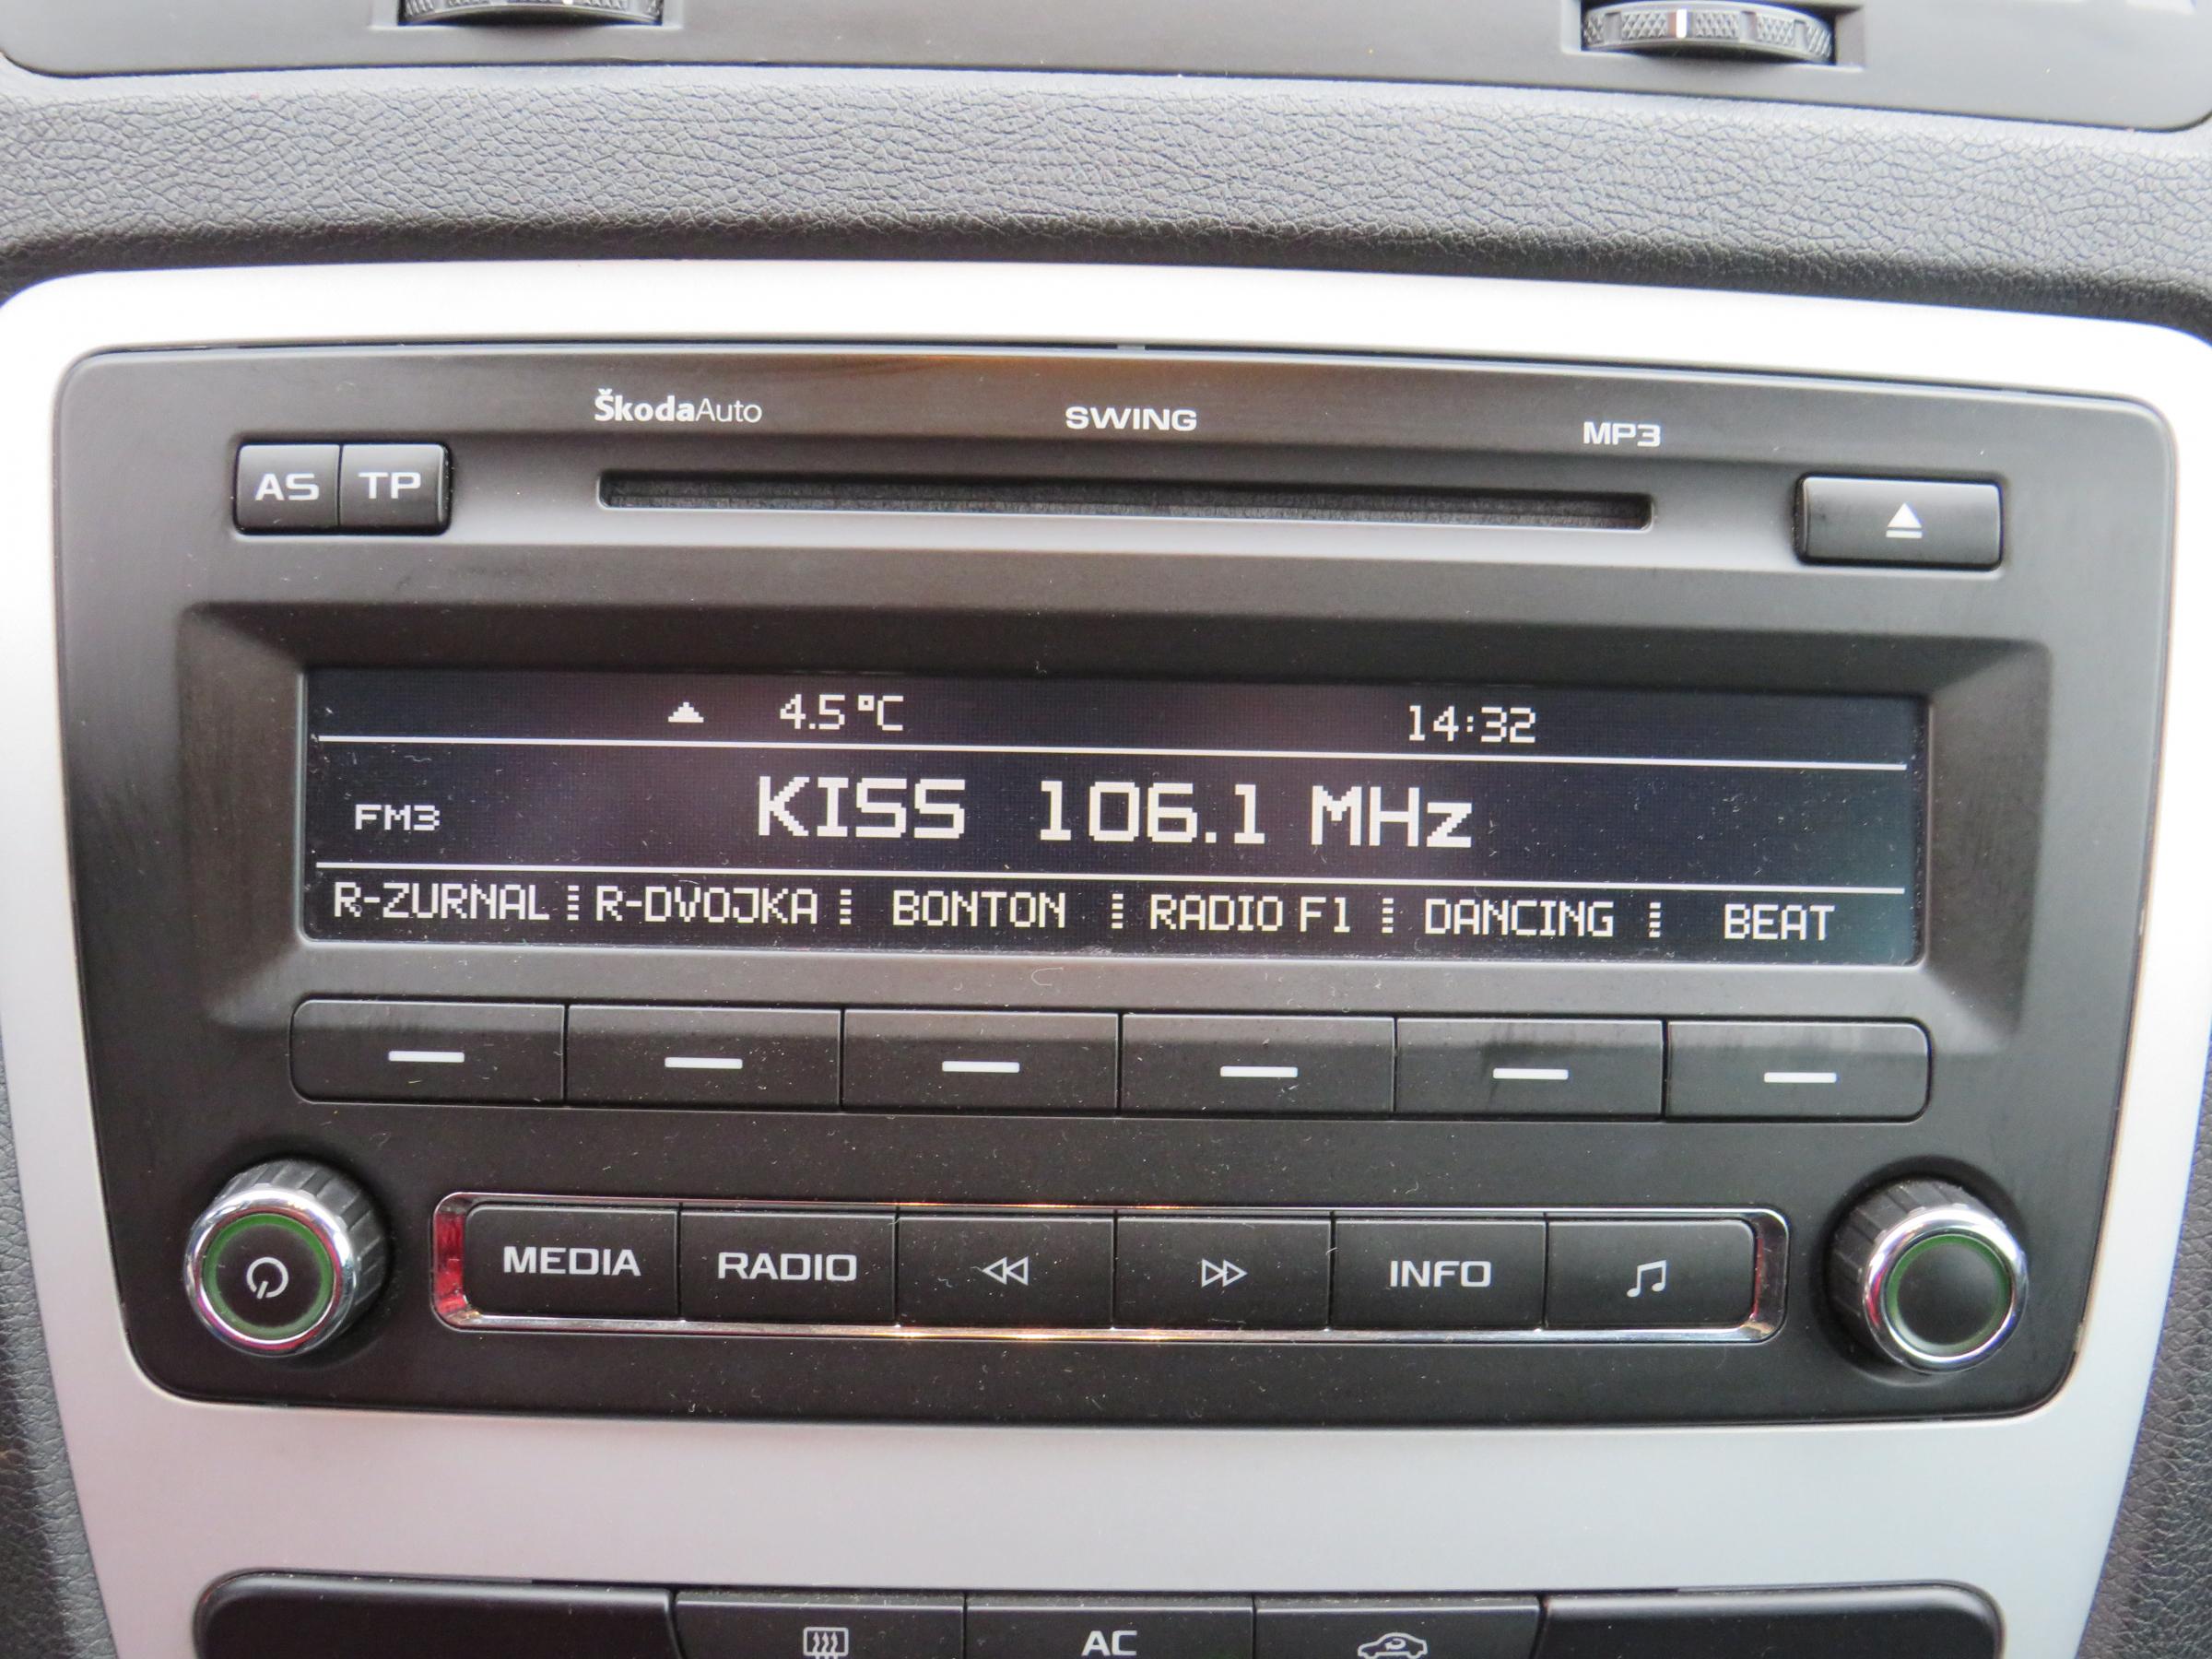 ŠkodaAuto SWING MP3
AS TP
4.5 °C 14:32
FM3 KISS 106.1 MHz
R-ZURNAL R-DVOJKA BONTON RADIO F1 DANCING BEAT
MEDIA RADIO INFO
AC